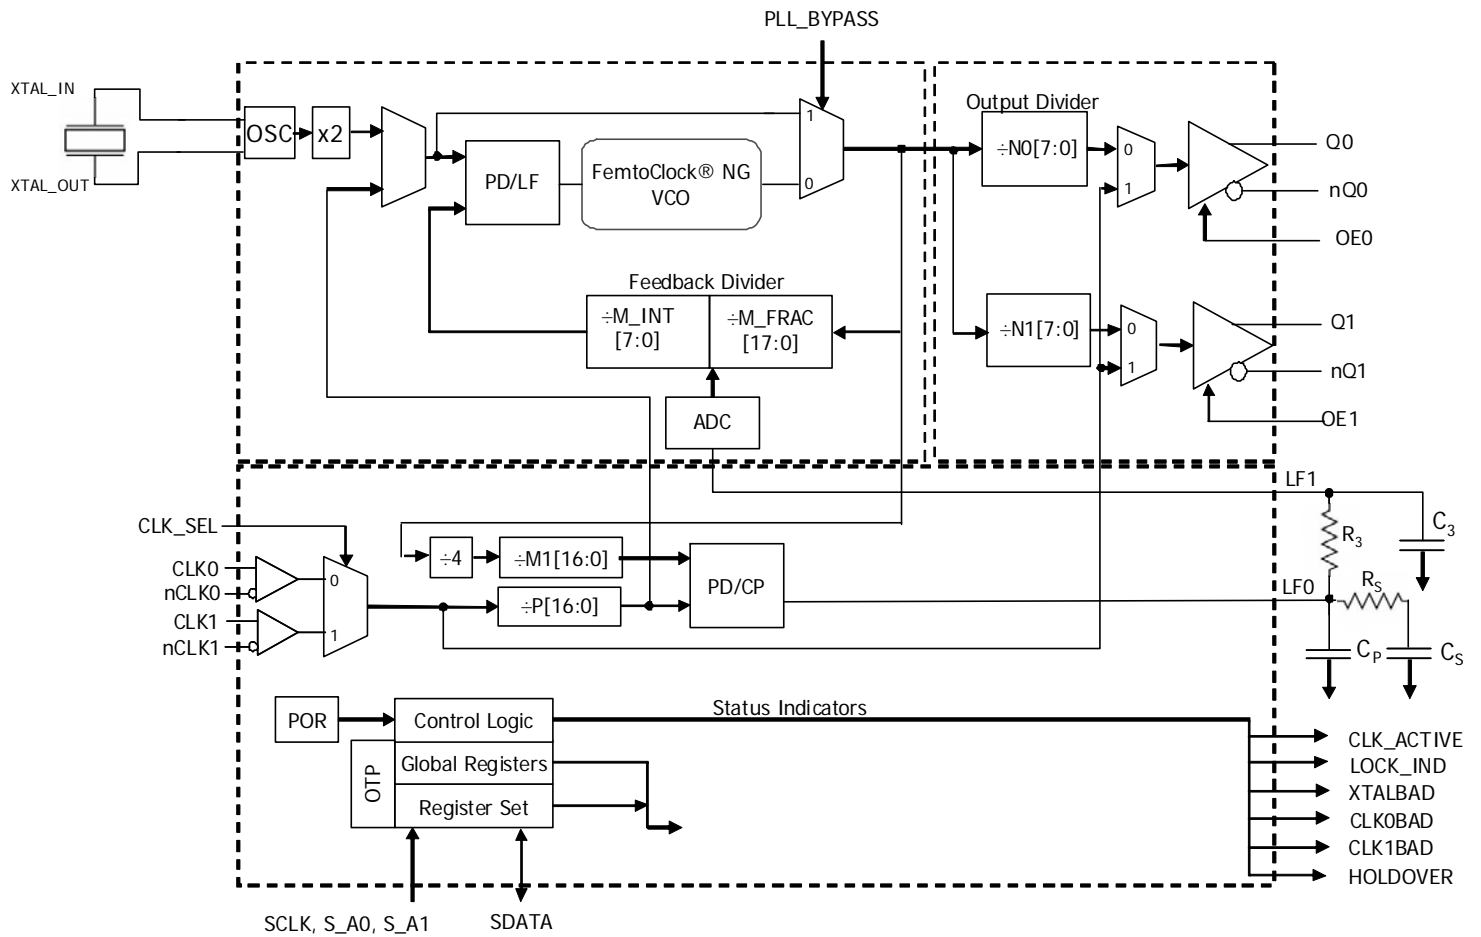 PLL_BYPASS
XTAL_IN
XTAL_OUT
OSC
x2
PD/LF
FemtoClock® NG
VCO
1
0
Output Divider
÷N0[7:0]
0
1
Q0
nQ0
OE0
Feedback Divider
÷M_INT
[7:0]
÷M_FRAC
[17:0]
÷N1[7:0]
0
1
Q1
nQ1
OE1
ADC
LF1
CLK_SEL
CLK0
nCLK0
CLK1
nCLK1
0
1
÷4
÷M1[16:0]
÷P[16:0]
PD/CP
LF0
R3
C3
RS
CP
CS
POR
Control Logic
Status Indicators
OTP
Global Registers
Register Set
CLK_ACTIVE
LOCK_IND
XTALBAD
CLK0BAD
CLK1BAD
HOLDOVER
SCLK, S_A0, S_A1
SDATA